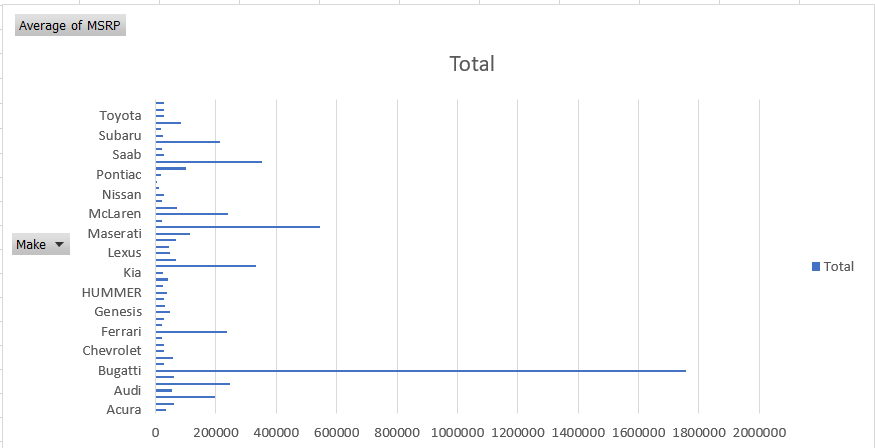 Average of MSRP
Total
Toyota
Subaru
Saab
Pontiac
Nissan
McLaren
Maserati
Make
Lexus
Total
Kia
HUMMER
Genesis
Ferrari
Chevrolet
Bugatti
Audi
Acura
0 200000 400000 600000 800000 1000000 1200000 1400000 1600000 1800000 2000000